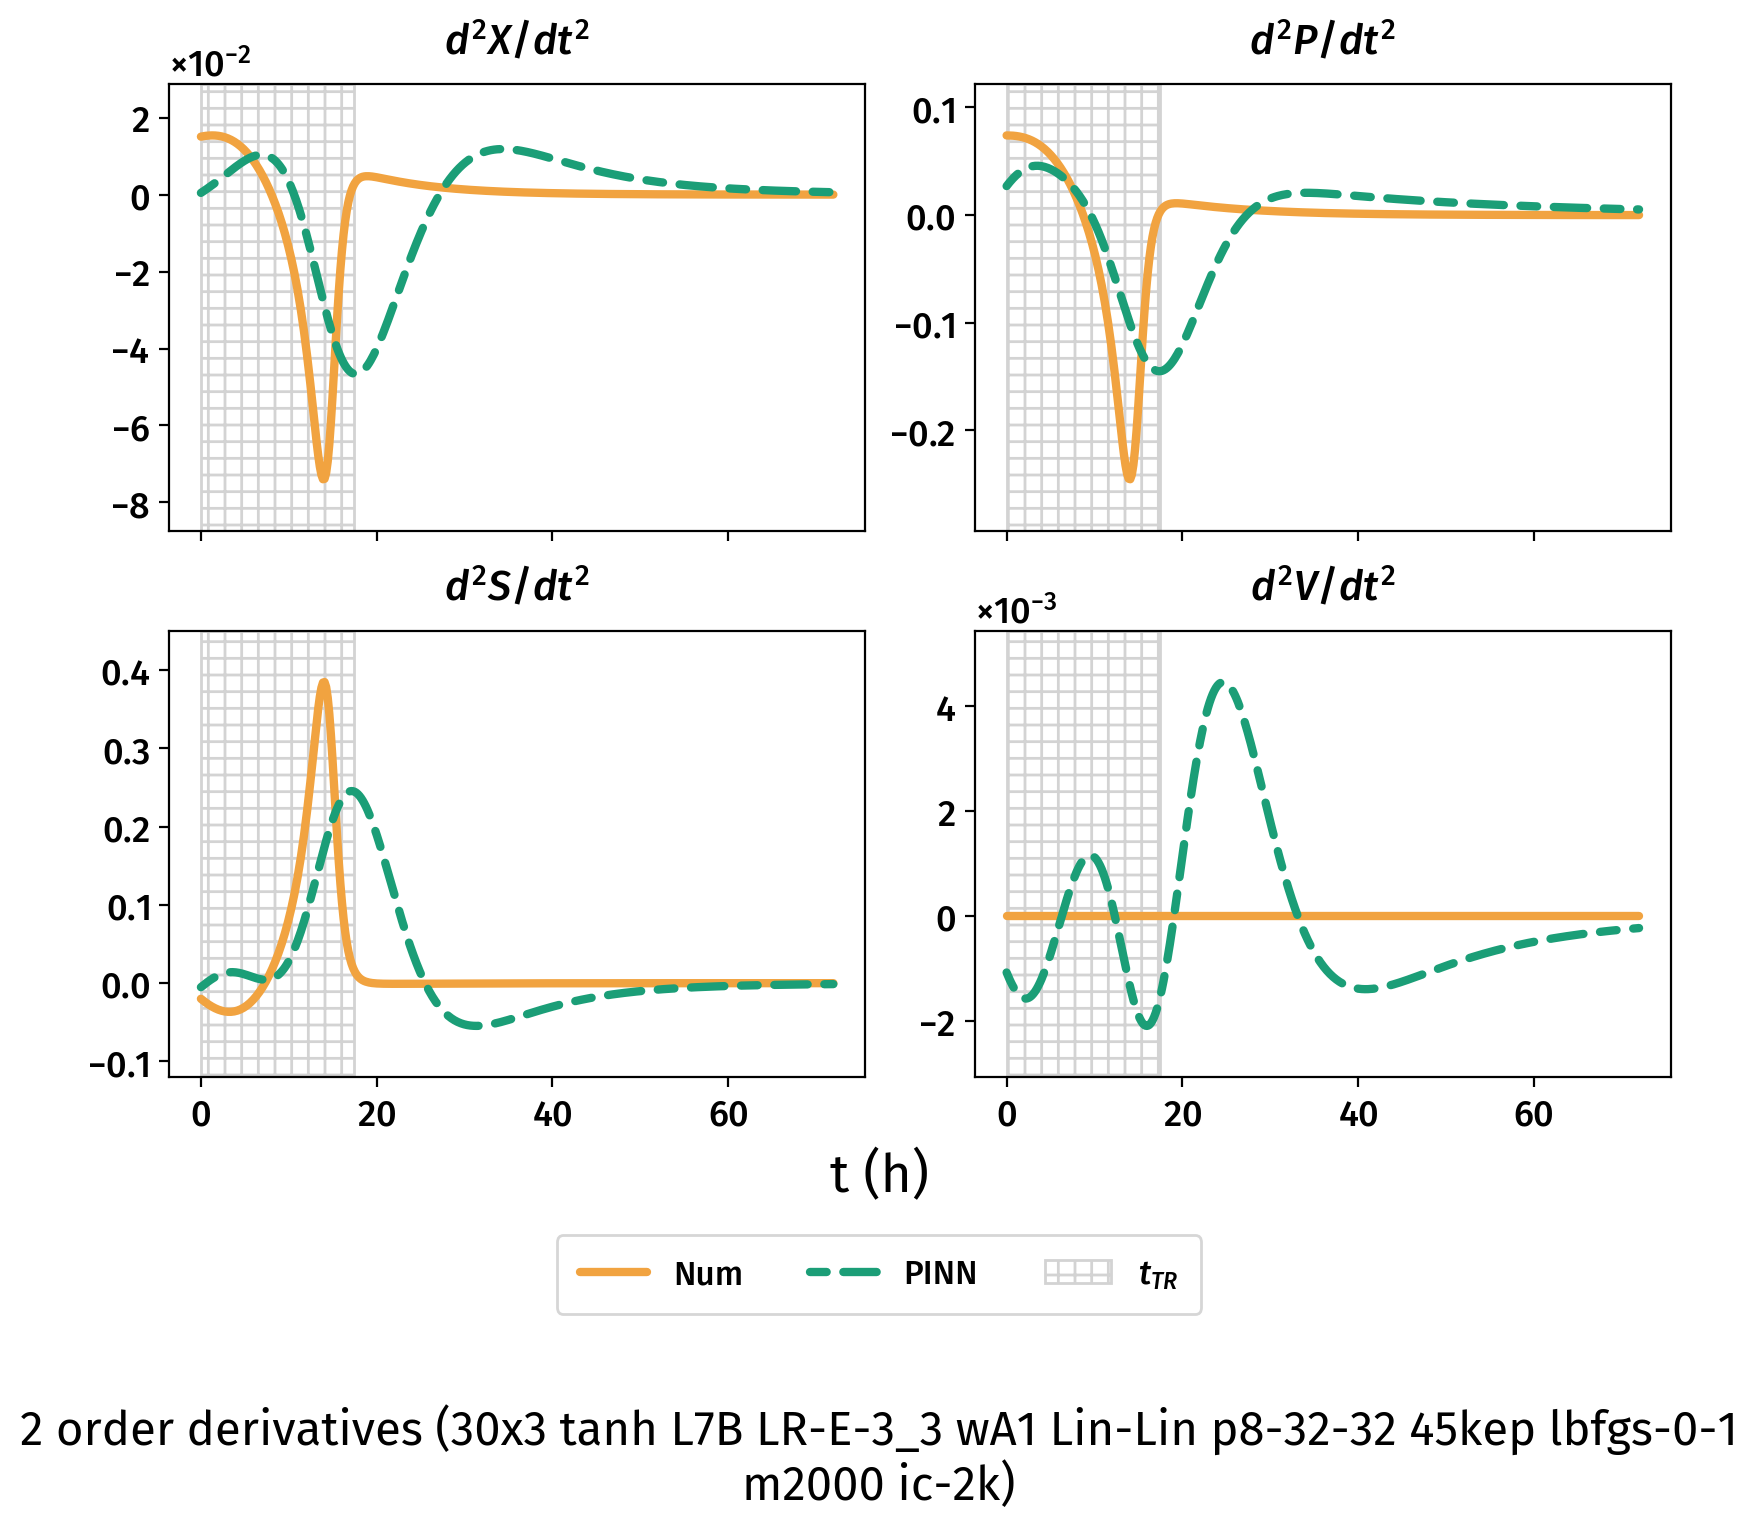 d²X/dt²
×10⁻²
2
0
−2
−4
−6
−8
d²P/dt²
0.1
0.0
−0.1
−0.2
d²S/dt²
0.4
0.3
0.2
0.1
0.0
−0.1
0 20 40 60
d²V/dt²
×10⁻³
4
2
0
−2
0 20 40 60
t (h)
Num PINN t_TR
2 order derivatives (30x3 tanh L7B LR-E-3_3 wA1 Lin-Lin p8-32-32 45kep lbfgs-0-1
m2000 ic-2k)